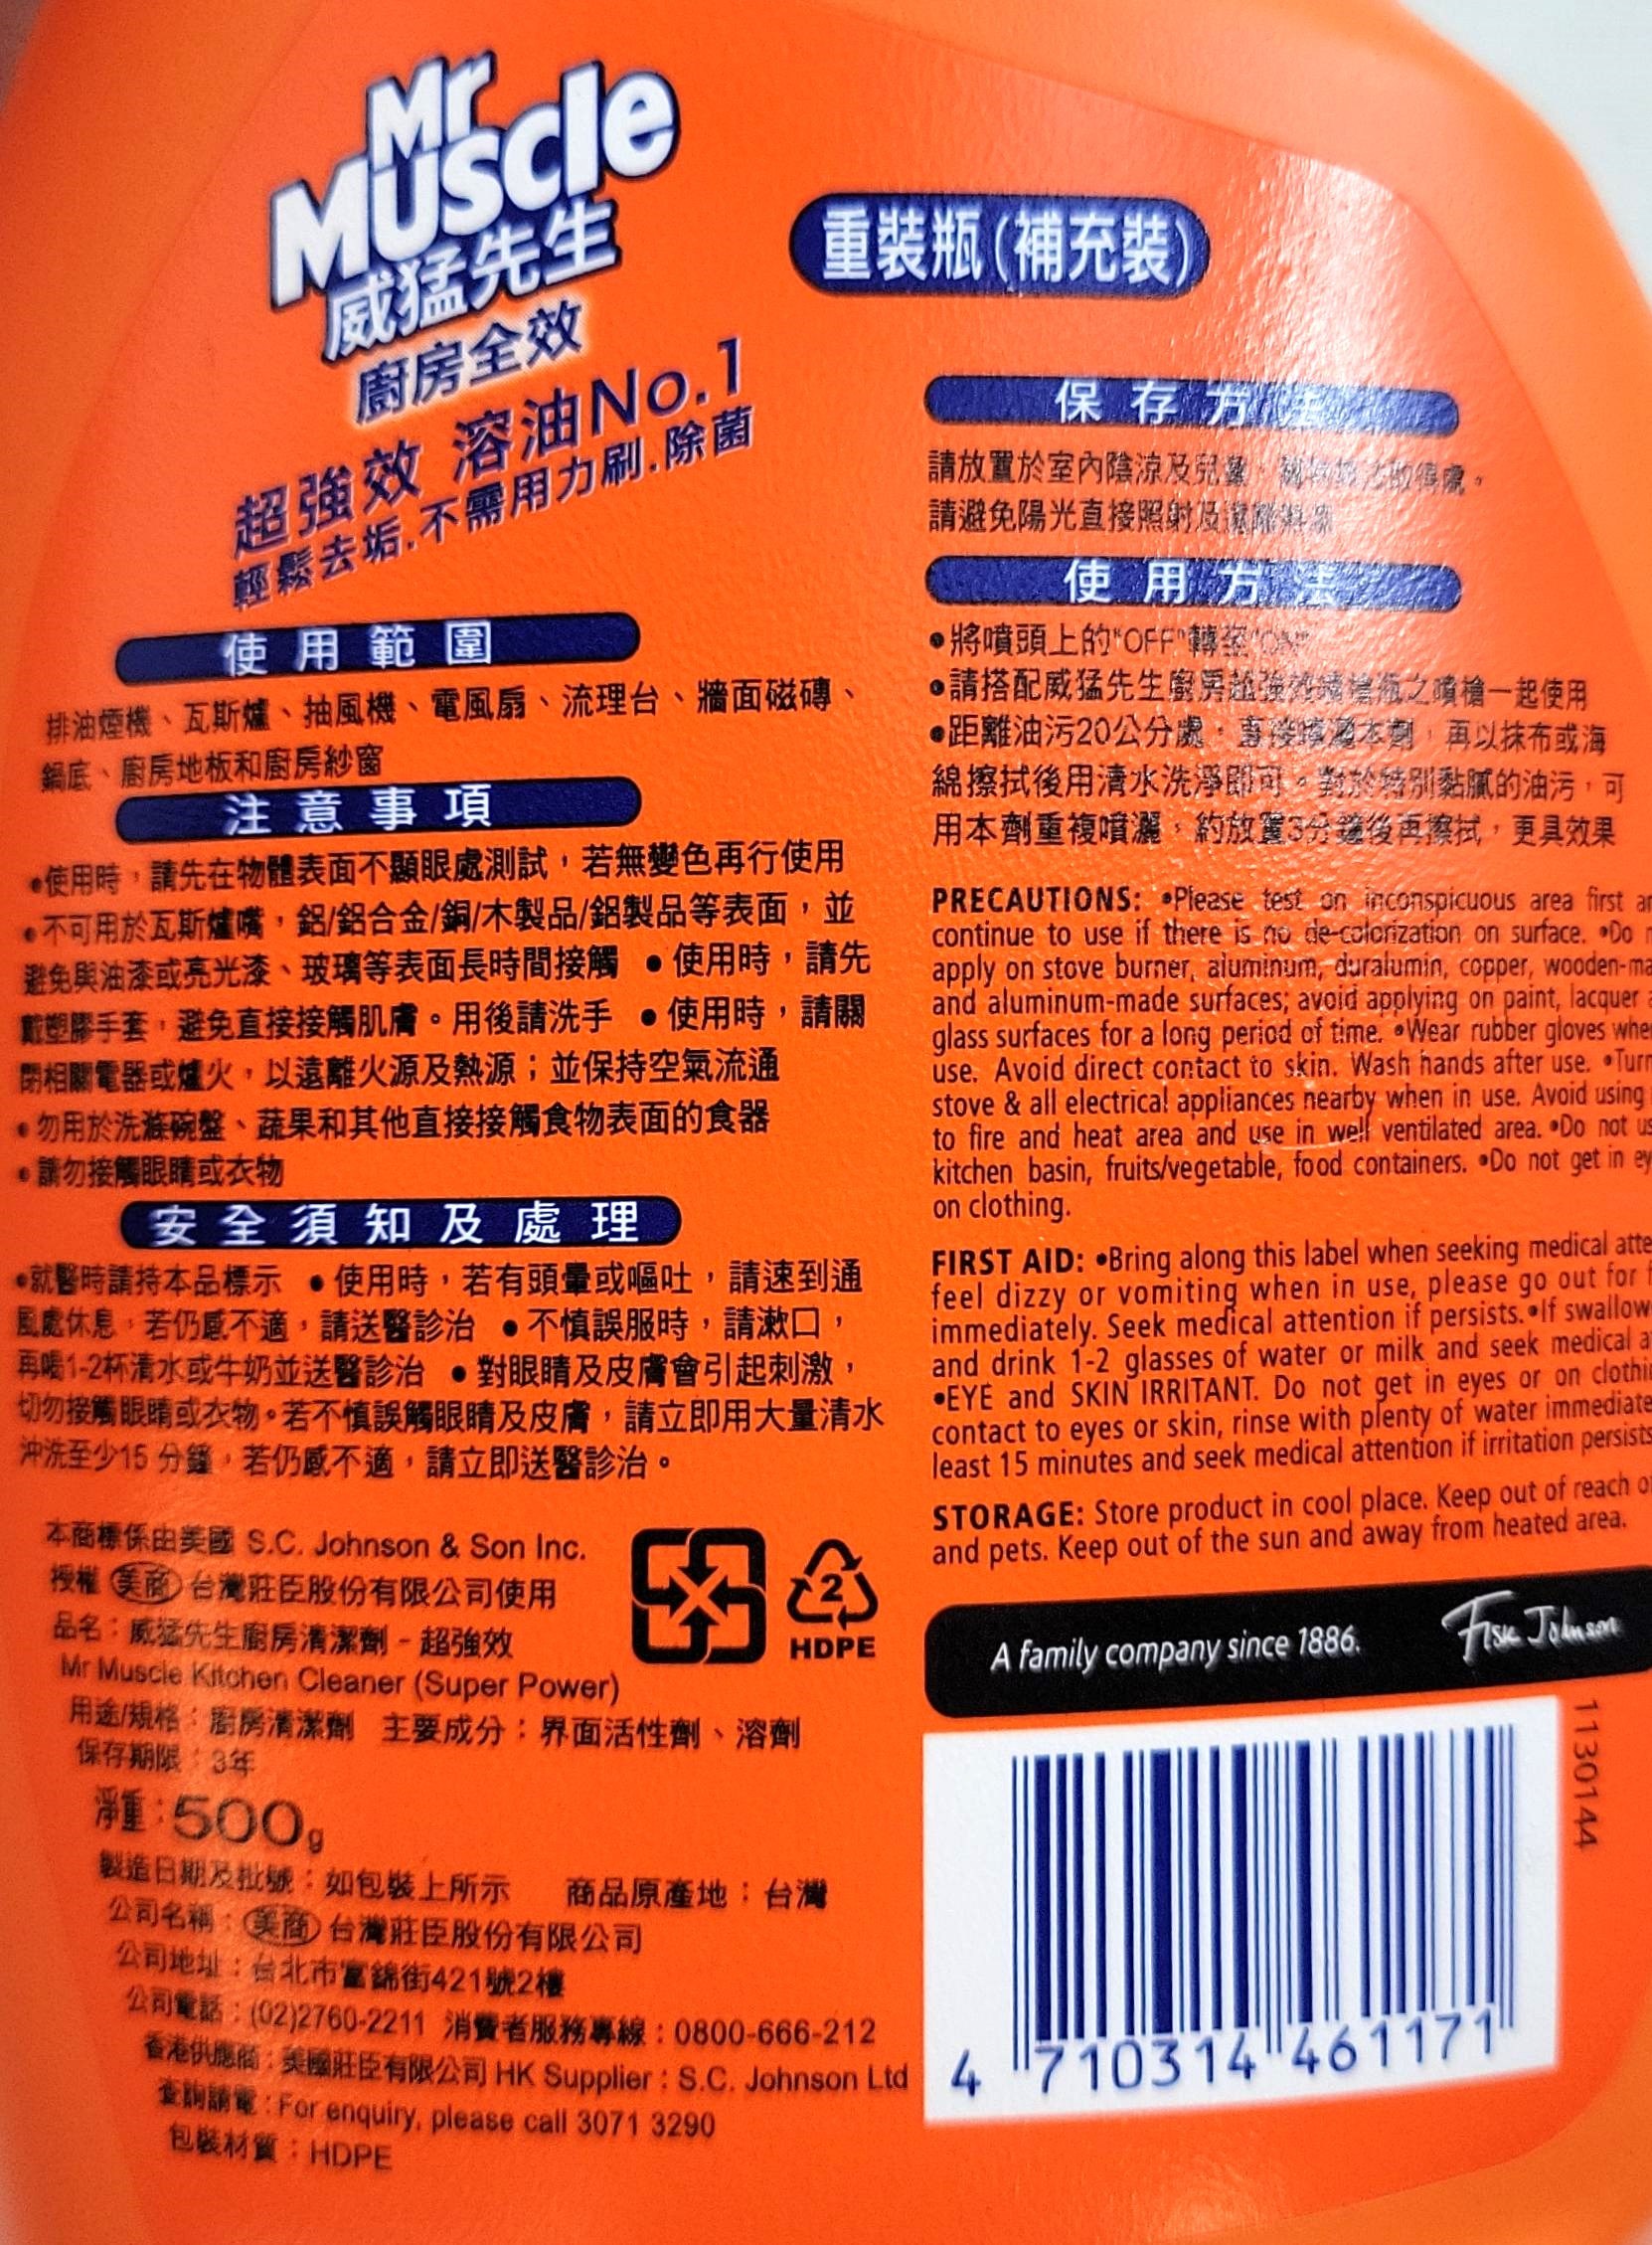 Mr
Muscle
威猛先生
廚房全效
超強效 溶油No.1
輕鬆去垢.不需用力刷.除菌
使用範圍
排油煙機、瓦斯爐、抽風機、電風扇、流理台、牆面磁磚、
鍋底、廚房地板和廚房紗窗
注意事項
•使用時，請先在物體表面不顯眼處測試，若無變色再行使用
•不可用於瓦斯爐嘴，鋁/鋁合金/銅/木製品/鋁製品等表面，並
避免與油漆或亮光漆、玻璃等表面長時間接觸 •使用時，請先
戴塑膠手套，避免直接接觸肌膚。用後請洗手 •使用時，請關
閉相關電器或爐火，以遠離火源及熱源；並保持空氣流通
•勿用於洗滌碗盤、蔬果和其他直接接觸食物表面的食器
•請勿接觸眼睛或衣物
安全須知及處理
•就醫時請持本品標示 •使用時，若有頭暈或嘔吐，請速到通
風處休息，若仍感不適，請送醫診治 •不慎誤服時，請漱口，
再喝1-2杯清水或牛奶並送醫診治 •對眼睛及皮膚會引起刺激，
切勿接觸眼睛或衣物。若不慎誤觸眼睛及皮膚，請立即用大量清水
沖洗至少15 分鐘，若仍感不適，請立即送醫診治。
本商標係由美國 S.C. Johnson & Son Inc.
授權 美商 台灣莊臣股份有限公司使用
品名：威猛先生廚房清潔劑 - 超強效
Mr Muscle Kitchen Cleaner (Super Power)
用途/規格：廚房清潔劑 主要成分：界面活性劑、溶劑
保存期限：3年
淨重：500g
製造日期及批號：如包裝上所示 商品原產地：台灣
公司名稱：美商 台灣莊臣股份有限公司
公司地址：台北市富錦街421號2樓
公司電話：(02)2760-2211 消費者服務專線：0800-666-212
香港供應商：美國莊臣有限公司 HK Supplier : S.C. Johnson Ltd
查詢請電：For enquiry, please call 3071 3290
包裝材質：HDPE
2
HDPE
重裝瓶(補充裝)
保存方法
請放置於室內陰涼及兒童、取得處。
請避免陽光直接照射及遠離
使用方法
•將噴頭上的"OFF"轉至"ON"
•請搭配威猛先生廚房超強效噴槍瓶之噴槍一起使用
•距離油污20公分處，直接噴灑本劑，再以抹布或海
綿擦拭後用清水洗淨即可。對於特別黏膩的油污，可
用本劑重複噴灑，約放置3分鐘後再擦拭，更具效果
PRECAUTIONS: •Please test on inconspicuous area first
continue to use if there is no de-colorization on surface. •Do
apply on stove burner, aluminum, duralumin, copper, wooden-ma
and aluminum-made surfaces; avoid applying on paint, lacquer
glass surfaces for a long period of time. •Wear rubber gloves whe
use. Avoid direct contact to skin. Wash hands after use. •Turn
stove & all electrical appliances nearby when in use. Avoid using
to fire and heat area and use in well ventilated area. •Do not us
kitchen basin, fruits/vegetable, food containers. •Do not get in ey
on clothing.
FIRST AID: •Bring along this label when seeking medical atte
feel dizzy or vomiting when in use, please go out for f
immediately. Seek medical attention if persists.•If swallow
and drink 1-2 glasses of water or milk and seek medical a
•EYE and SKIN IRRITANT. Do not get in eyes or on clothi
contact to eyes or skin, rinse with plenty of water immediate
least 15 minutes and seek medical attention if irritation persists
STORAGE: Store product in cool place. Keep out of reach o
and pets. Keep out of the sun and away from heated area.
A family company since 1886.
Fisk Johnson
1130144
4 710314 461171